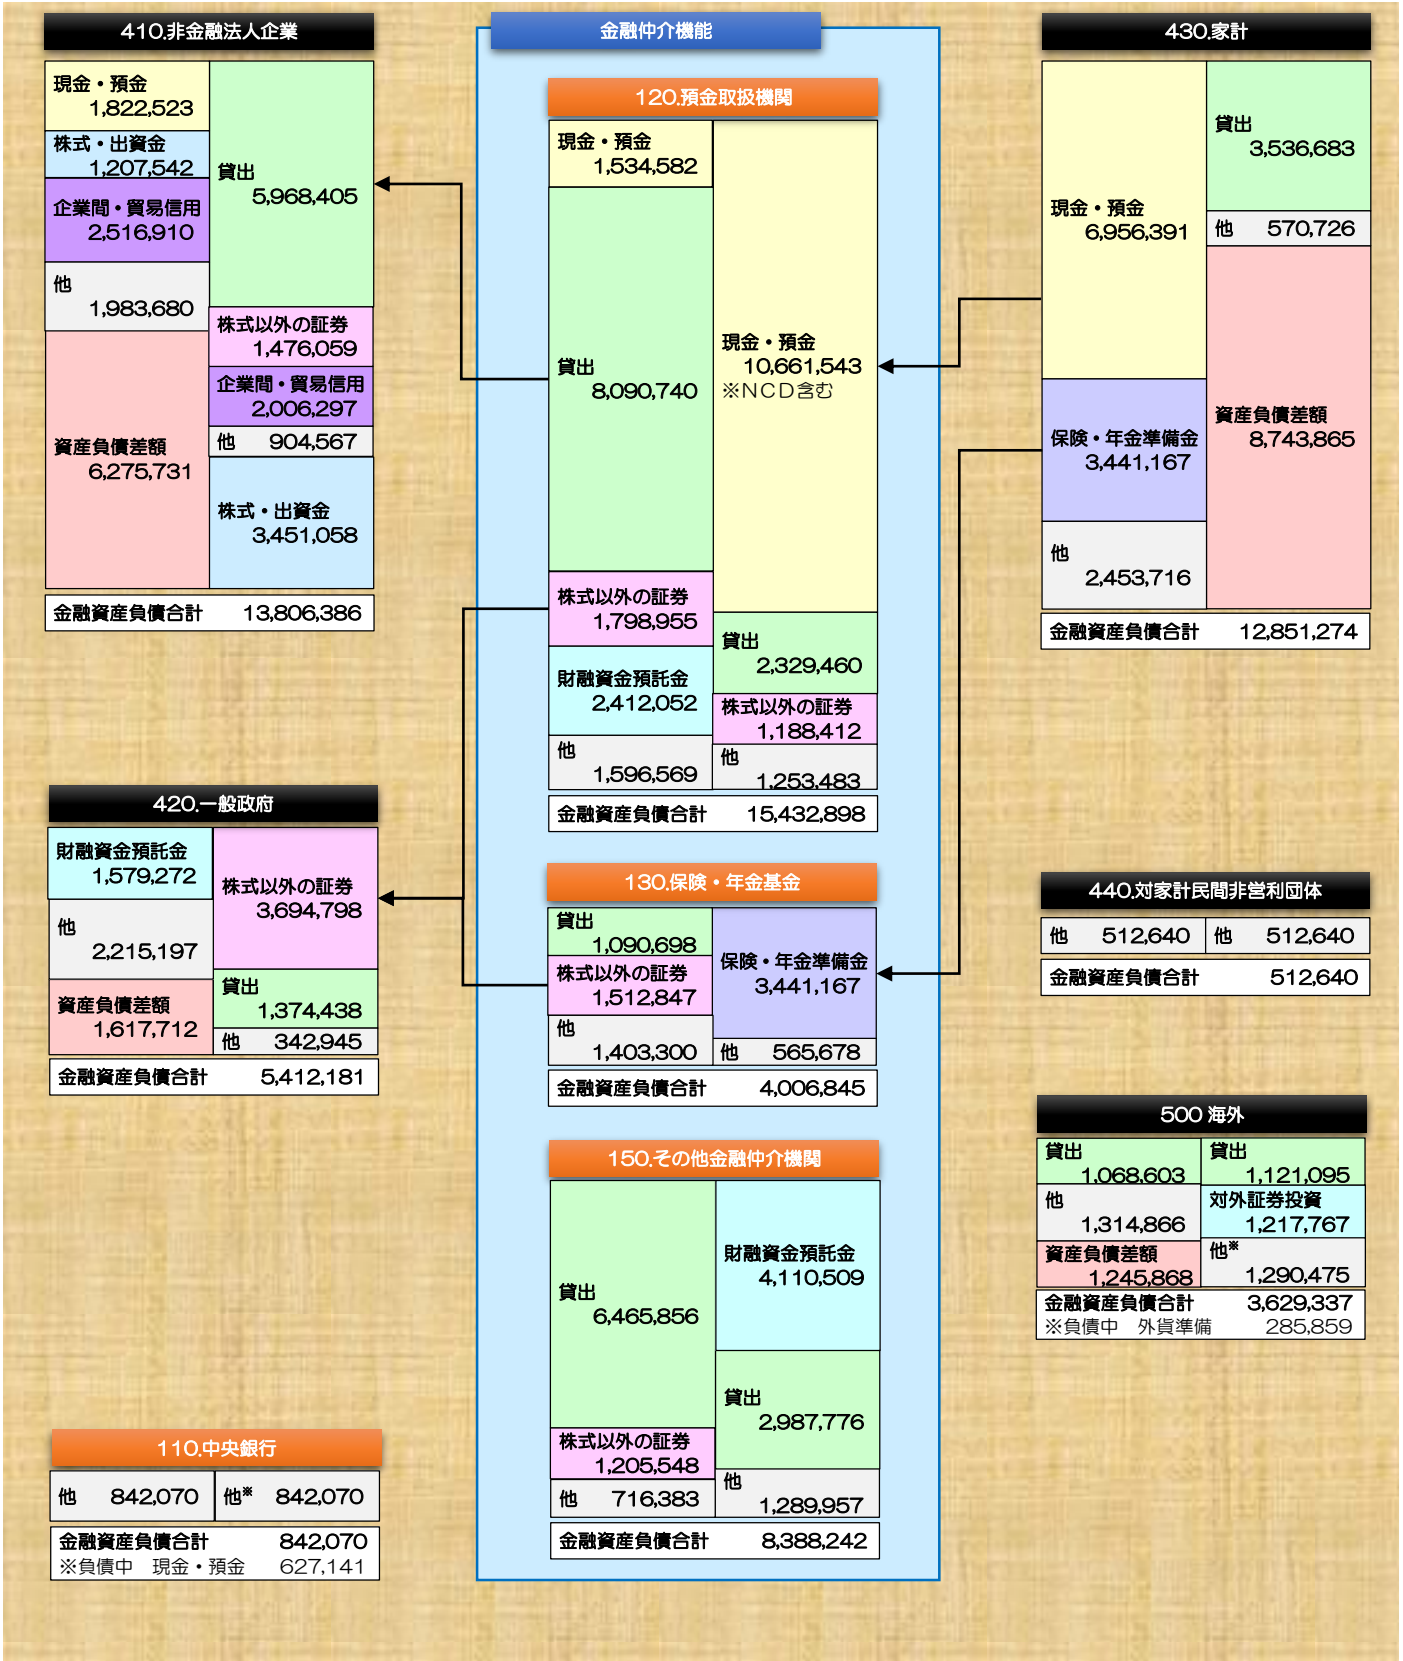 410.非金融法人企業
現金・預金
1,822,523
株式・出資金
1,207,542
企業間・貿易信用
2,516,910
他
1,983,680
資産負債差額
6,275,731
貸出
5,968,405
株式以外の証券
1,476,059
企業間・貿易信用
2,006,297
他 904,567
株式・出資金
3,451,058
金融資産負債合計 13,806,386
420.一般政府
財融資金預託金
1,579,272
他
2,215,197
資産負債差額
1,617,712
株式以外の証券
3,694,798
貸出
1,374,438
他 342,945
金融資産負債合計 5,412,181
110.中央銀行
他 842,070
他※ 842,070
金融資産負債合計 842,070
※負債中 現金・預金 627,141
金融仲介機能
120.預金取扱機関
現金・預金
1,534,582
貸出
8,090,740
株式以外の証券
1,798,955
財融資金預託金
2,412,052
他
1,596,569
現金・預金
10,661,543
※NCD含む
貸出
2,329,460
株式以外の証券
1,188,412
他
1,253,483
金融資産負債合計 15,432,898
130.保険・年金基金
貸出
1,090,698
株式以外の証券
1,512,847
他
1,403,300
保険・年金準備金
3,441,167
他 565,678
金融資産負債合計 4,006,845
150.その他金融仲介機関
貸出
6,465,856
株式以外の証券
1,205,548
他 716,383
財融資金預託金
4,110,509
貸出
2,987,776
他
1,289,957
金融資産負債合計 8,388,242
430.家計
現金・預金
6,956,391
保険・年金準備金
3,441,167
他
2,453,716
貸出
3,536,683
他 570,726
資産負債差額
8,743,865
金融資産負債合計 12,851,274
440.対家計民間非営利団体
他 512,640
他 512,640
金融資産負債合計 512,640
500 海外
貸出
1,068,603
他
1,314,866
資産負債差額
1,245,868
貸出
1,121,095
対外証券投資
1,217,767
他※
1,290,475
金融資産負債合計 3,629,337
※負債中 外貨準備 285,859